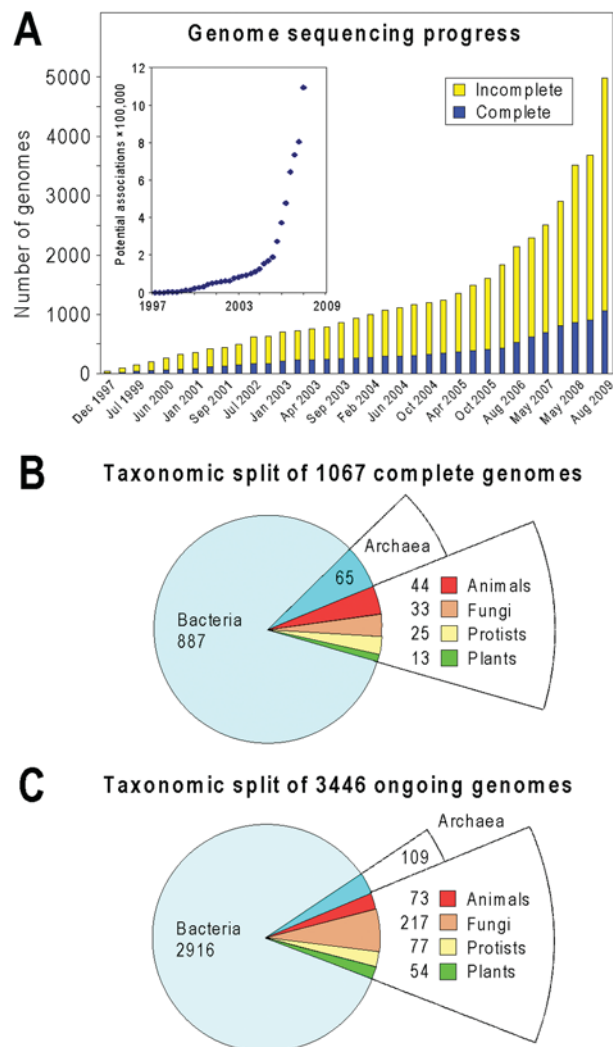 A
Genome sequencing progress
Number of genomes
5000
4000
3000
2000
1000
0
Potential associations ×100,000
12
10
8
6
4
2
0
1997
2003
2009
Incomplete
Complete
Dec 1997
Jul 1999
Jun 2000
Jan 2001
Sep 2001
Jul 2002
Jan 2003
Apr 2003
Sep 2003
Feb 2004
Jun 2004
Oct 2004
Apr 2005
Oct 2005
Aug 2006
May 2007
May 2008
Aug 2009
B
Taxonomic split of 1067 complete genomes
Archaea
65
Bacteria
887
44 Animals
33 Fungi
25 Protists
13 Plants
C
Taxonomic split of 3446 ongoing genomes
Archaea
109
Bacteria
2916
73 Animals
217 Fungi
77 Protists
54 Plants